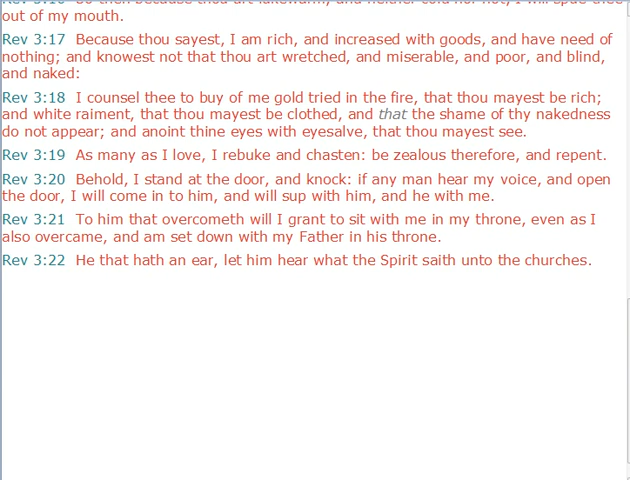 out of my mouth.
Rev 3:17 Because thou sayest, I am rich, and increased with goods, and have need of
nothing; and knowest not that thou art wretched, and miserable, and poor, and blind,
and naked:
Rev 3:18 I counsel thee to buy of me gold tried in the fire, that thou mayest be rich;
and white raiment, that thou mayest be clothed, and that the shame of thy nakedness
do not appear; and anoint thine eyes with eyesalve, that thou mayest see.
Rev 3:19 As many as I love, I rebuke and chasten: be zealous therefore, and repent.
Rev 3:20 Behold, I stand at the door, and knock: if any man hear my voice, and open
the door, I will come in to him, and will sup with him, and he with me.
Rev 3:21 To him that overcometh will I grant to sit with me in my throne, even as I
also overcame, and am set down with my Father in his throne.
Rev 3:22 He that hath an ear, let him hear what the Spirit saith unto the churches.